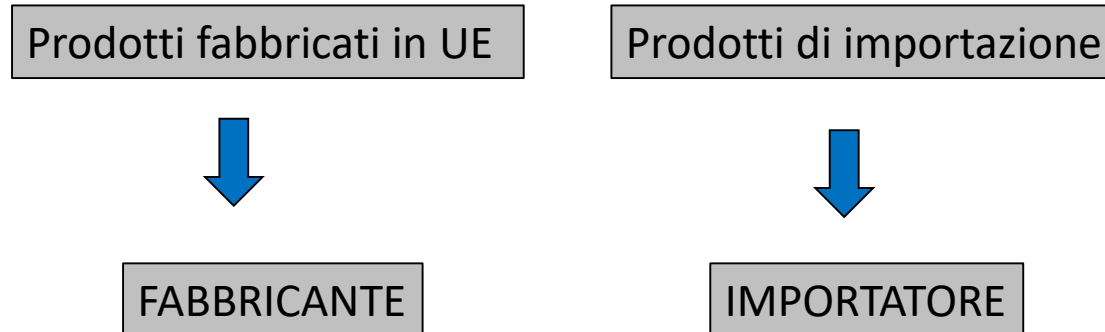 Prodotti fabbricati in UE
Prodotti di importazione
FABBRICANTE
IMPORTATORE